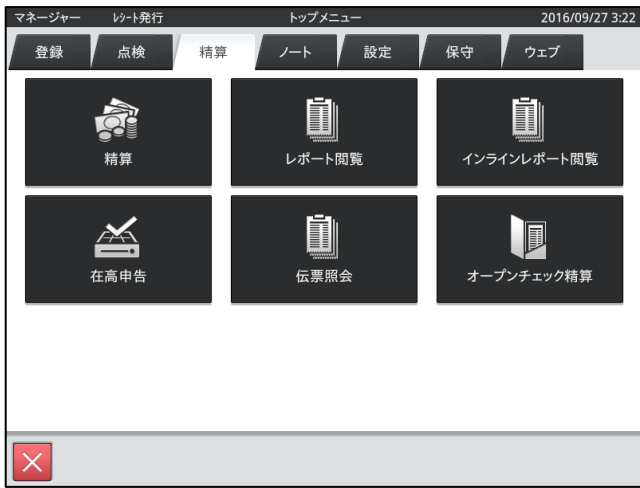 マネージャー ﾚｼｰﾄ発行 トップメニュー 2016/09/27 3:22
登録 点検 精算 ノート 設定 保守 ウェブ
精算 レポート閲覧 インラインレポート閲覧
在高申告 伝票照会 オープンチェック精算